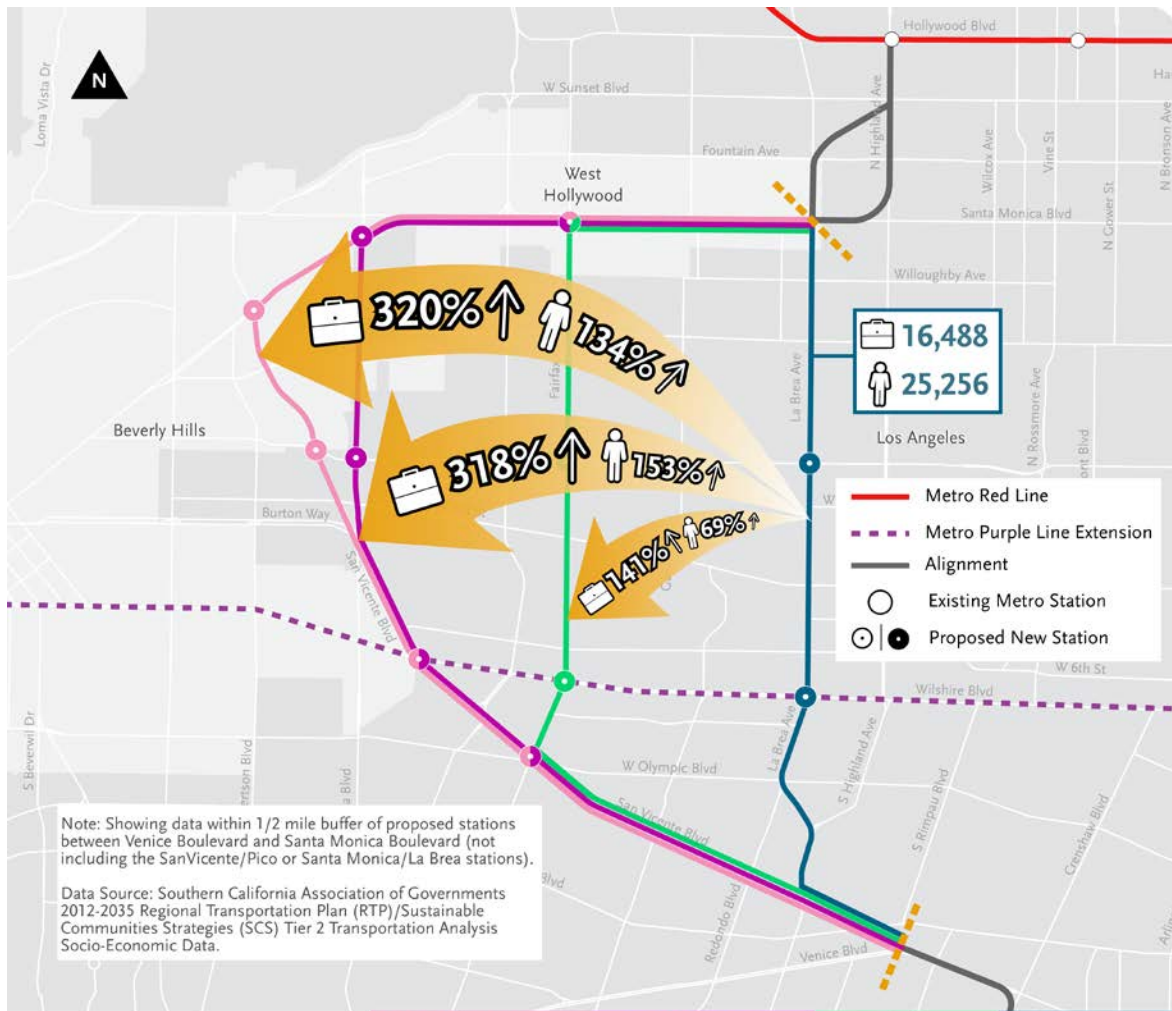 Hollywood Blvd
N
Loma Vista Dr
W Sunset Blvd
N Highland Ave
Fountain Ave
Wilcox Ave
Vine St
N Gower St
N Bronson Ave
West
Hollywood
Santa Monica Blvd
Willoughby Ave
320%
134%
Fairfax
La Brea Ave
16,488
25,256
Beverly Hills
Los Angeles
N Rossmore Ave
318%
153%
W
Burton Way
141%
69%
San Vicente Blvd
Metro Red Line
Metro Purple Line Extension
Alignment
Existing Metro Station
Proposed New Station
W 6th St
Wilshire Blvd
S Beverwil Dr
ertson Blvd
a Blvd
La Brea Ave
S Highland Ave
W Olympic Blvd
San Vicente Blvd
S Rimpau Blvd
Crenshaw Blvd
Redondo Blvd
Venice Blvd
Blvd
Note: Showing data within 1/2 mile buffer of proposed stations
between Venice Boulevard and Santa Monica Boulevard (not
including the SanVicente/Pico or Santa Monica/La Brea stations).
Data Source: Southern California Association of Governments
2012-2035 Regional Transportation Plan (RTP)/Sustainable
Communities Strategies (SCS) Tier 2 Transportation Analysis
Socio-Economic Data.